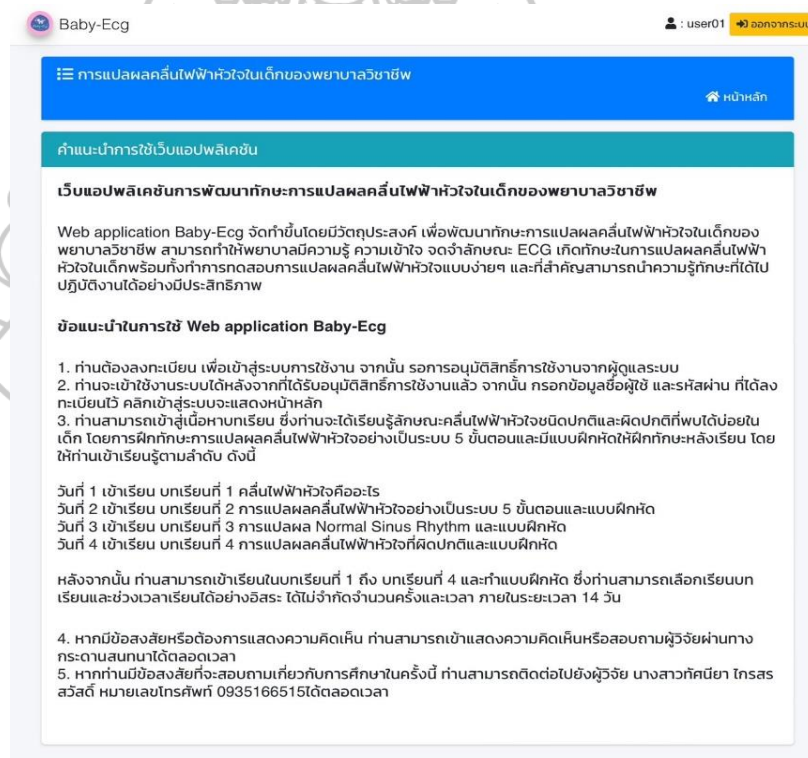 Baby-Ecg
: user01
ออกจากระบบ
การแปลผลคลื่นไฟฟ้าหัวใจในเด็กของพยาบาลวิชาชีพ
หน้าหลัก
คำแนะนำการใช้เว็บแอปพลิเคชัน
เว็บแอปพลิเคชันการพัฒนาทักษะการแปลผลคลื่นไฟฟ้าหัวใจในเด็กของพยาบาลวิชาชีพ
Web application Baby-Ecg จัดทำขึ้นโดยมีวัตถุประสงค์ เพื่อพัฒนาทักษะการแปลผลคลื่นไฟฟ้าหัวใจในเด็กของ
พยาบาลวิชาชีพ สามารถทำให้พยาบาลมีความรู้ ความเข้าใจ จดจำลักษณะ ECG เกิดทักษะในการแปลผลคลื่นไฟฟ้า
หัวใจในเด็กพร้อมทั้งทำการทดสอบการแปลผลคลื่นไฟฟ้าหัวใจแบบง่ายๆ และที่สำคัญสามารถนำความรู้ทักษะที่ได้ไป
ปฏิบัติงานได้อย่างมีประสิทธิภาพ
ข้อแนะนำในการใช้ Web application Baby-Ecg
1. ท่านต้องลงทะเบียน เพื่อเข้าสู่ระบบการใช้งาน จากนั้น รอการอนุมัติสิทธิ์การใช้งานจากผู้ดูแลระบบ
2. ท่านจะเข้าใช้งานระบบได้หลังจากที่ได้รับอนุมัติสิทธิ์การใช้งานแล้ว จากนั้น กรอกข้อมูลชื่อผู้ใช้ และรหัสผ่าน ที่ได้ลง
ทะเบียนไว้ คลิกเข้าสู่ระบบจะแสดงหน้าหลัก
3. ท่านสามารถเข้าสู่เนื้อหาบทเรียน ซึ่งท่านจะได้เรียนรู้ลักษณะคลื่นไฟฟ้าหัวใจชนิดปกติและผิดปกติที่พบได้บ่อยใน
เด็ก โดยการฝึกทักษะการแปลผลคลื่นไฟฟ้าหัวใจอย่างเป็นระบบ 5 ขั้นตอนและมีแบบฝึกหัดให้ฝึกทักษะหลังเรียน โดย
ให้ท่านเข้าเรียนรู้ตามลำดับ ดังนี้
วันที่ 1 เข้าเรียน บทเรียนที่ 1 คลื่นไฟฟ้าหัวใจคืออะไร
วันที่ 2 เข้าเรียน บทเรียนที่ 2 การแปลผลคลื่นไฟฟ้าหัวใจอย่างเป็นระบบ 5 ขั้นตอนและแบบฝึกหัด
วันที่ 3 เข้าเรียน บทเรียนที่ 3 การแปลผล Normal Sinus Rhythm และแบบฝึกหัด
วันที่ 4 เข้าเรียน บทเรียนที่ 4 การแปลผลคลื่นไฟฟ้าหัวใจที่ผิดปกติและแบบฝึกหัด
หลังจากนั้น ท่านสามารถเข้าเรียนในบทเรียนที่ 1 ถึง บทเรียนที่ 4 และทำแบบฝึกหัด ซึ่งท่านสามารถเลือกเรียนบท
เรียนและช่วงเวลาเรียนได้อย่างอิสระ ได้ไม่จำกัดจำนวนครั้งและเวลา ภายในระยะเวลา 14 วัน
4. หากมีข้อสงสัยหรือต้องการแสดงความคิดเห็น ท่านสามารถเข้าแสดงความคิดเห็นหรือสอบถามผู้วิจัยผ่านทาง
กระดานสนทนาได้ตลอดเวลา
5. หากท่านมีข้อสงสัยที่จะสอบถามเกี่ยวกับการศึกษาในครั้งนี้ ท่านสามารถติดต่อไปยังผู้วิจัย นางสาวทัศนียา ไกรสร
สวัสดิ์ หมายเลขโทรศัพท์ 0935166515ได้ตลอดเวลา